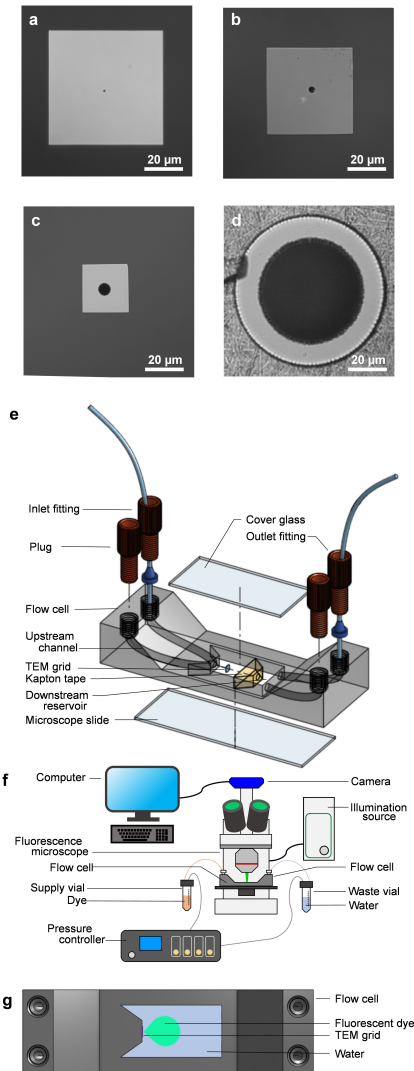 a
b
20 µm
20 µm
c
d
20 µm
20 µm
e
Inlet fitting
Cover glass
Outlet fitting
Plug
Flow cell
Upstream
channel
TEM grid
Kapton tape
Downstream
reservoir
Microscope slide
f
Computer
Camera
Illumination
source
Fluorescence
microscope
Flow cell
Flow cell
Supply vial
Dye
Waste vial
Water
Pressure
controller
g
Flow cell
Fluorescent dye
TEM grid
Water